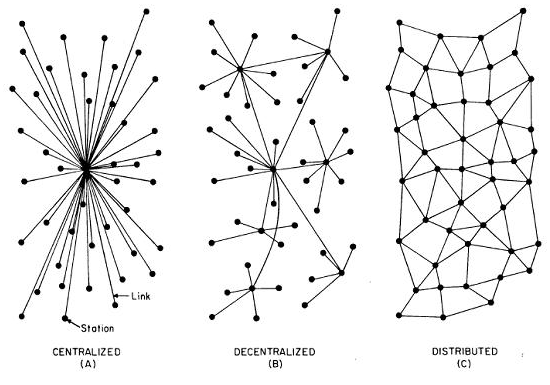 Link
Station
CENTRALIZED
(A)
DECENTRALIZED
(B)
DISTRIBUTED
(C)